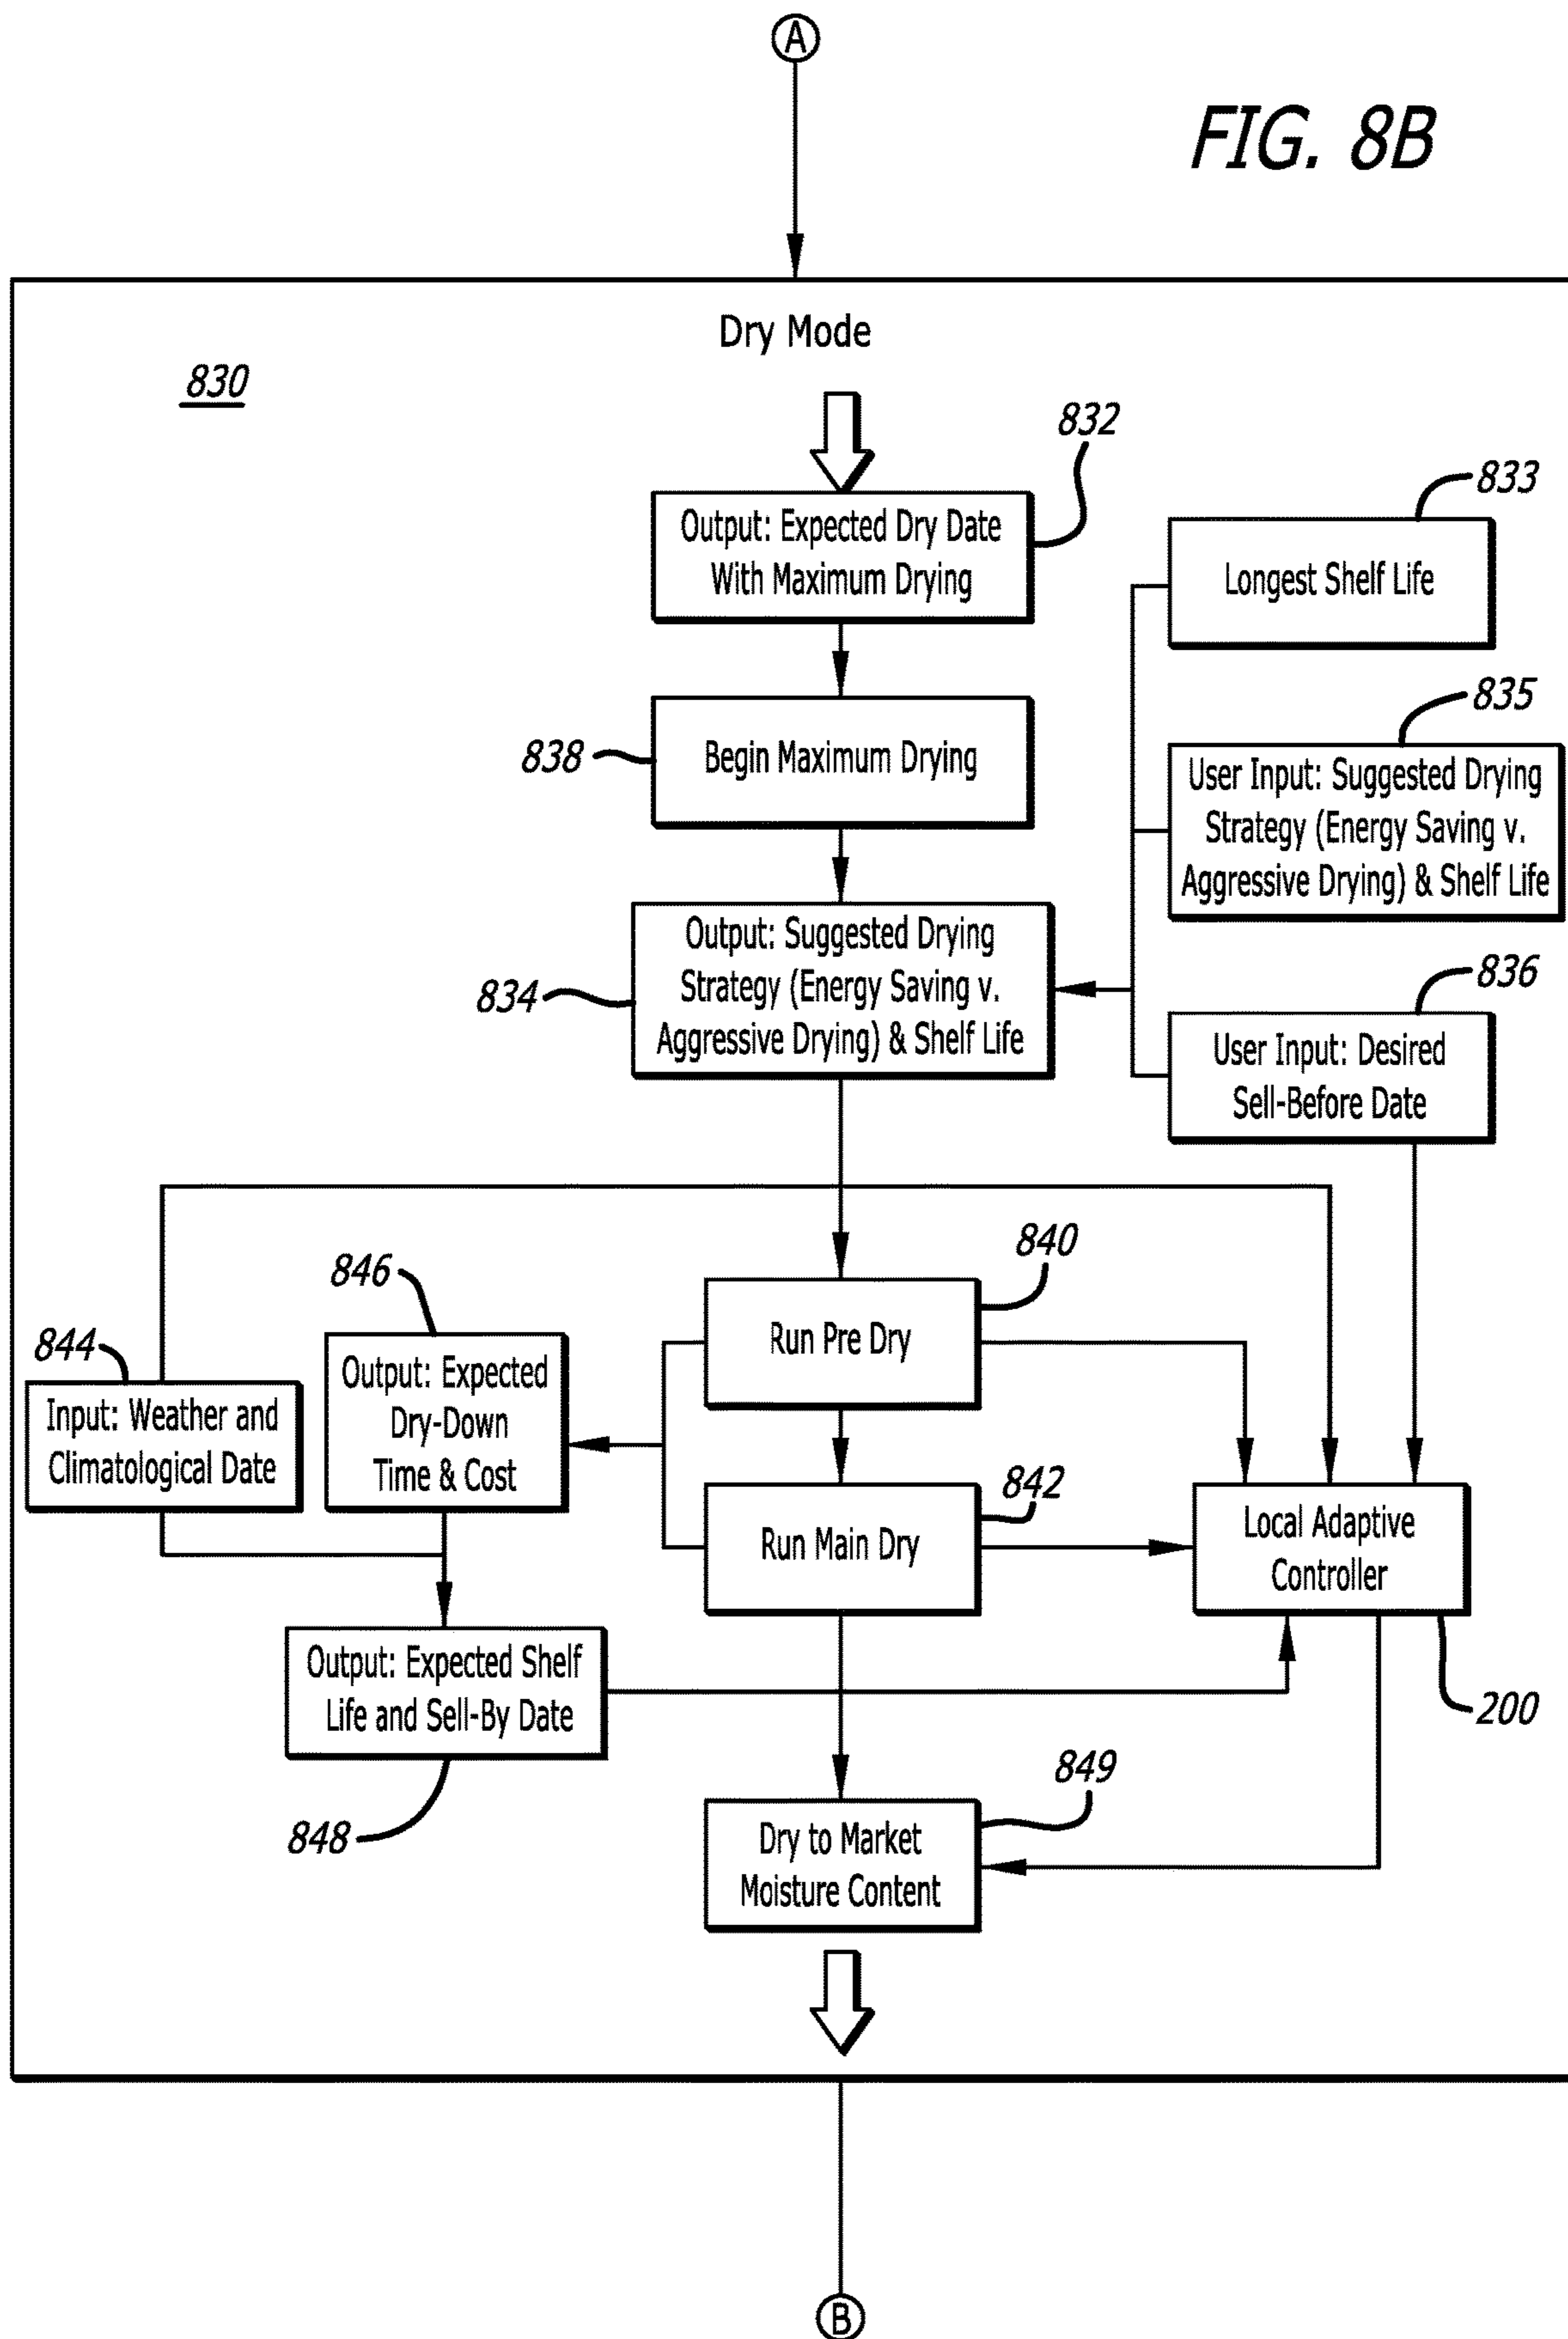 A
FIG. 8B
Dry Mode
830
832
Output: Expected Dry Date
With Maximum Drying
833
Longest Shelf Life
838
Begin Maximum Drying
835
User Input: Suggested Drying
Strategy (Energy Saving v.
Aggressive Drying) & Shelf Life
834
Output: Suggested Drying
Strategy (Energy Saving v.
Aggressive Drying) & Shelf Life
836
User Input: Desired
Sell-Before Date
840
Run Pre Dry
846
Output: Expected
Dry-Down
Time & Cost
844
Input: Weather and
Climatological Date
842
Run Main Dry
Local Adaptive
Controller
200
Output: Expected Shelf
Life and Sell-By Date
848
849
Dry to Market
Moisture Content
B